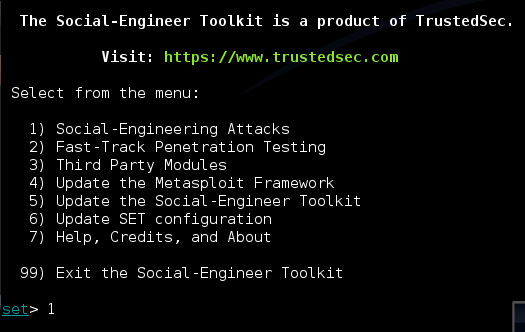 The Social-Engineer Toolkit is a product of TrustedSec.
Visit: https://www.trustedsec.com
Select from the menu:
1) Social-Engineering Attacks
2) Fast-Track Penetration Testing
3) Third Party Modules
4) Update the Metasploit Framework
5) Update the Social-Engineer Toolkit
6) Update SET configuration
7) Help, Credits, and About
99) Exit the Social-Engineer Toolkit
set> 1